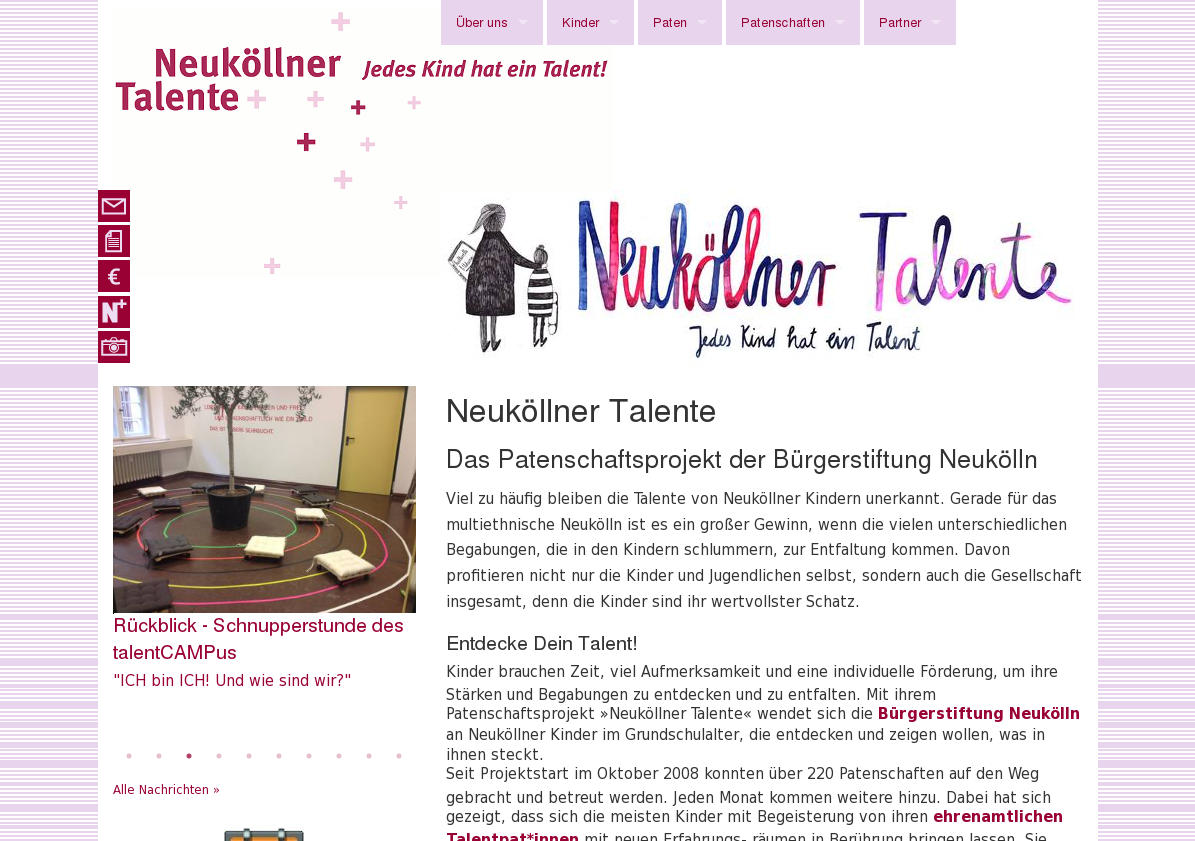 Über uns
Kinder
Paten
Patenschaften
Partner
Neuköllner
Talente
Jedes Kind hat ein Talent!
€
N+
Neuköllner Talente
Jedes Kind hat ein Talent
Neuköllner Talente
Das Patenschaftsprojekt der Bürgerstiftung Neukölln
Viel zu häufig bleiben die Talente von Neuköllner Kindern unerkannt. Gerade für das
multiethnische Neukölln ist es ein großer Gewinn, wenn die vielen unterschiedlichen
Begabungen, die in den Kindern schlummern, zur Entfaltung kommen. Davon
profitieren nicht nur die Kinder und Jugendlichen selbst, sondern auch die Gesellschaft
insgesamt, denn die Kinder sind ihr wertvollster Schatz.
Entdecke Dein Talent!
Kinder brauchen Zeit, viel Aufmerksamkeit und eine individuelle Förderung, um ihre
Stärken und Begabungen zu entdecken und zu entfalten. Mit ihrem
Patenschaftsprojekt »Neuköllner Talente« wendet sich die Bürgerstiftung Neukölln
an Neuköllner Kinder im Grundschulalter, die entdecken und zeigen wollen, was in
ihnen steckt.
Seit Projektstart im Oktober 2008 konnten über 220 Patenschaften auf den Weg
gebracht und betreut werden. Jeden Monat kommen weitere hinzu. Dabei hat sich
gezeigt, dass sich die meisten Kinder mit Begeisterung von ihren ehrenamtlichen
Talentpat*innen mit neuen Erfahrungs- räumen in Berührung bringen lassen. Sie
Rückblick - Schnupperstunde des
talentCAMPus
"ICH bin ICH! Und wie sind wir?"
Alle Nachrichten »